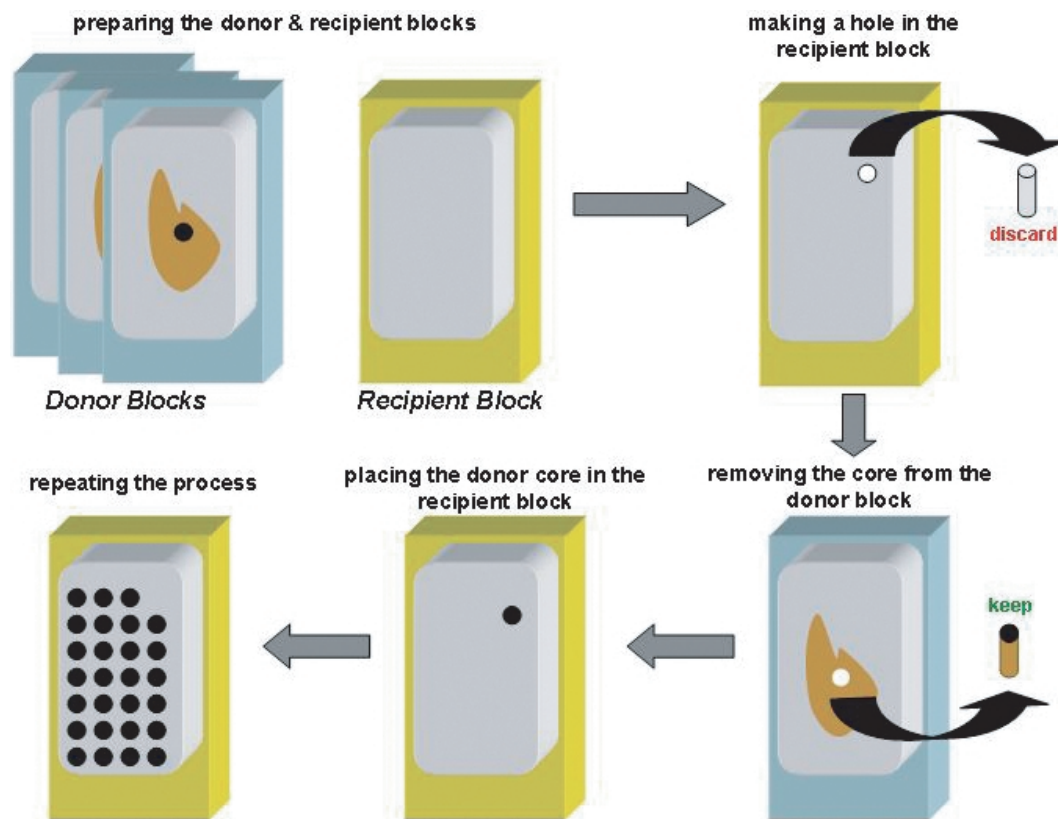 preparing the donor & recipient blocks
making a hole in the
recipient block
discard
Donor Blocks
Recipient Block
removing the core from the
donor block
keep
placing the donor core in the
recipient block
repeating the process